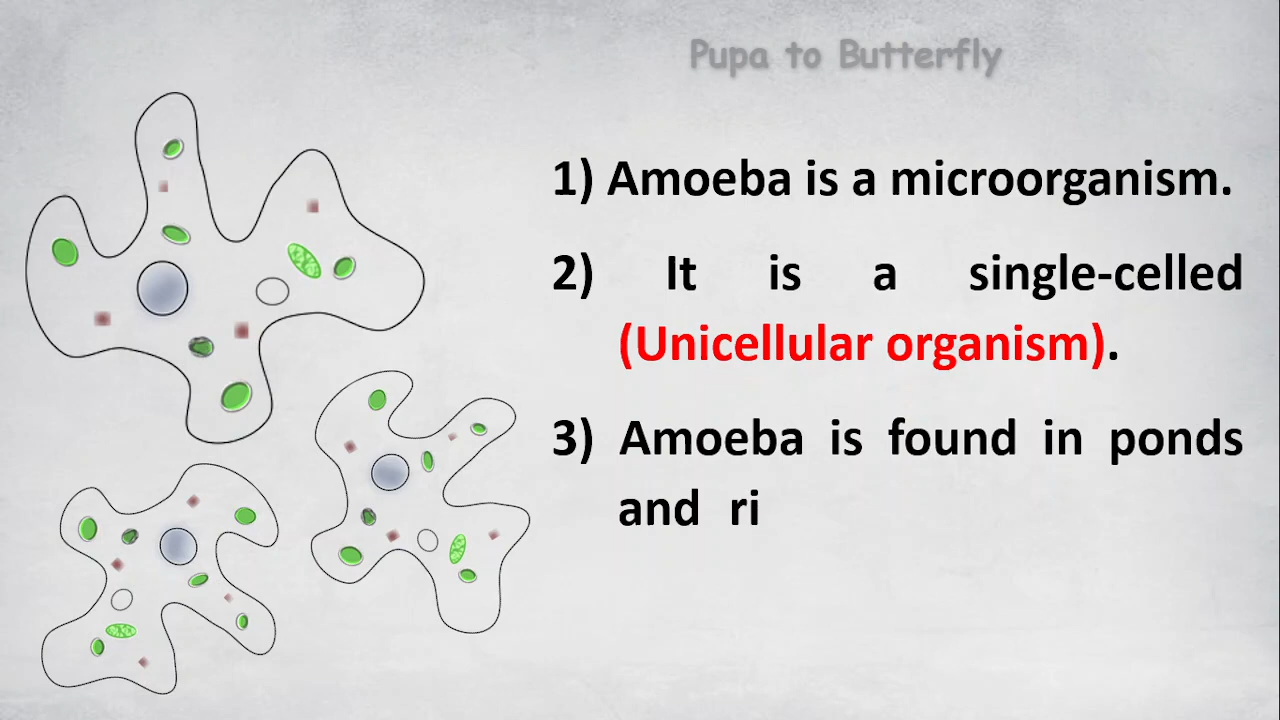 Pupa to Butterfly
1) Amoeba is a microorganism.
2) It is a single-celled
(Unicellular organism).
3) Amoeba is found in ponds
and ri